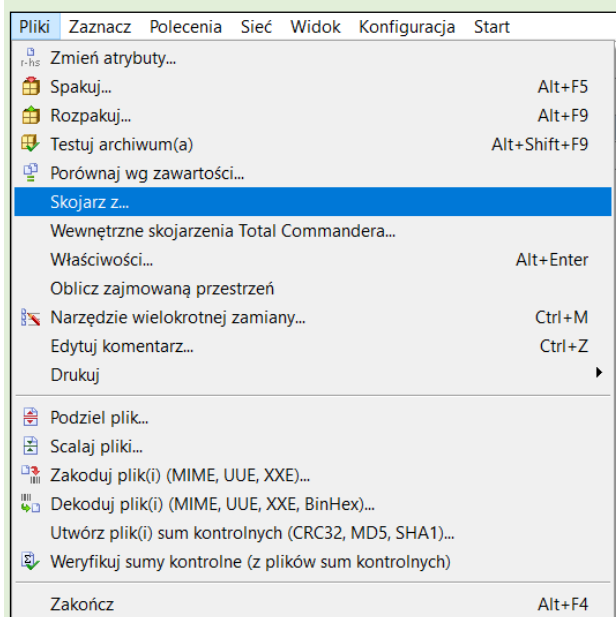 Pliki Zaznacz Polecenia Sieć Widok Konfiguracja Start
r-hs Zmień atrybuty...
Spakuj... Alt+F5
Rozpakuj... Alt+F9
Testuj archiwum(a) Alt+Shift+F9
Porównaj wg zawartości...
Skojarz z...
Wewnętrzne skojarzenia Total Commandera...
Właściwości... Alt+Enter
Oblicz zajmowaną przestrzeń
Narzędzie wielokrotnej zamiany... Ctrl+M
Edytuj komentarz... Ctrl+Z
Drukuj
Podziel plik...
Scalaj pliki...
Zakoduj plik(i) (MIME, UUE, XXE)...
Dekoduj plik(i) (MIME, UUE, XXE, BinHex)...
Utwórz plik(i) sum kontrolnych (CRC32, MD5, SHA1)...
Weryfikuj sumy kontrolne (z plików sum kontrolnych)
Zakończ Alt+F4